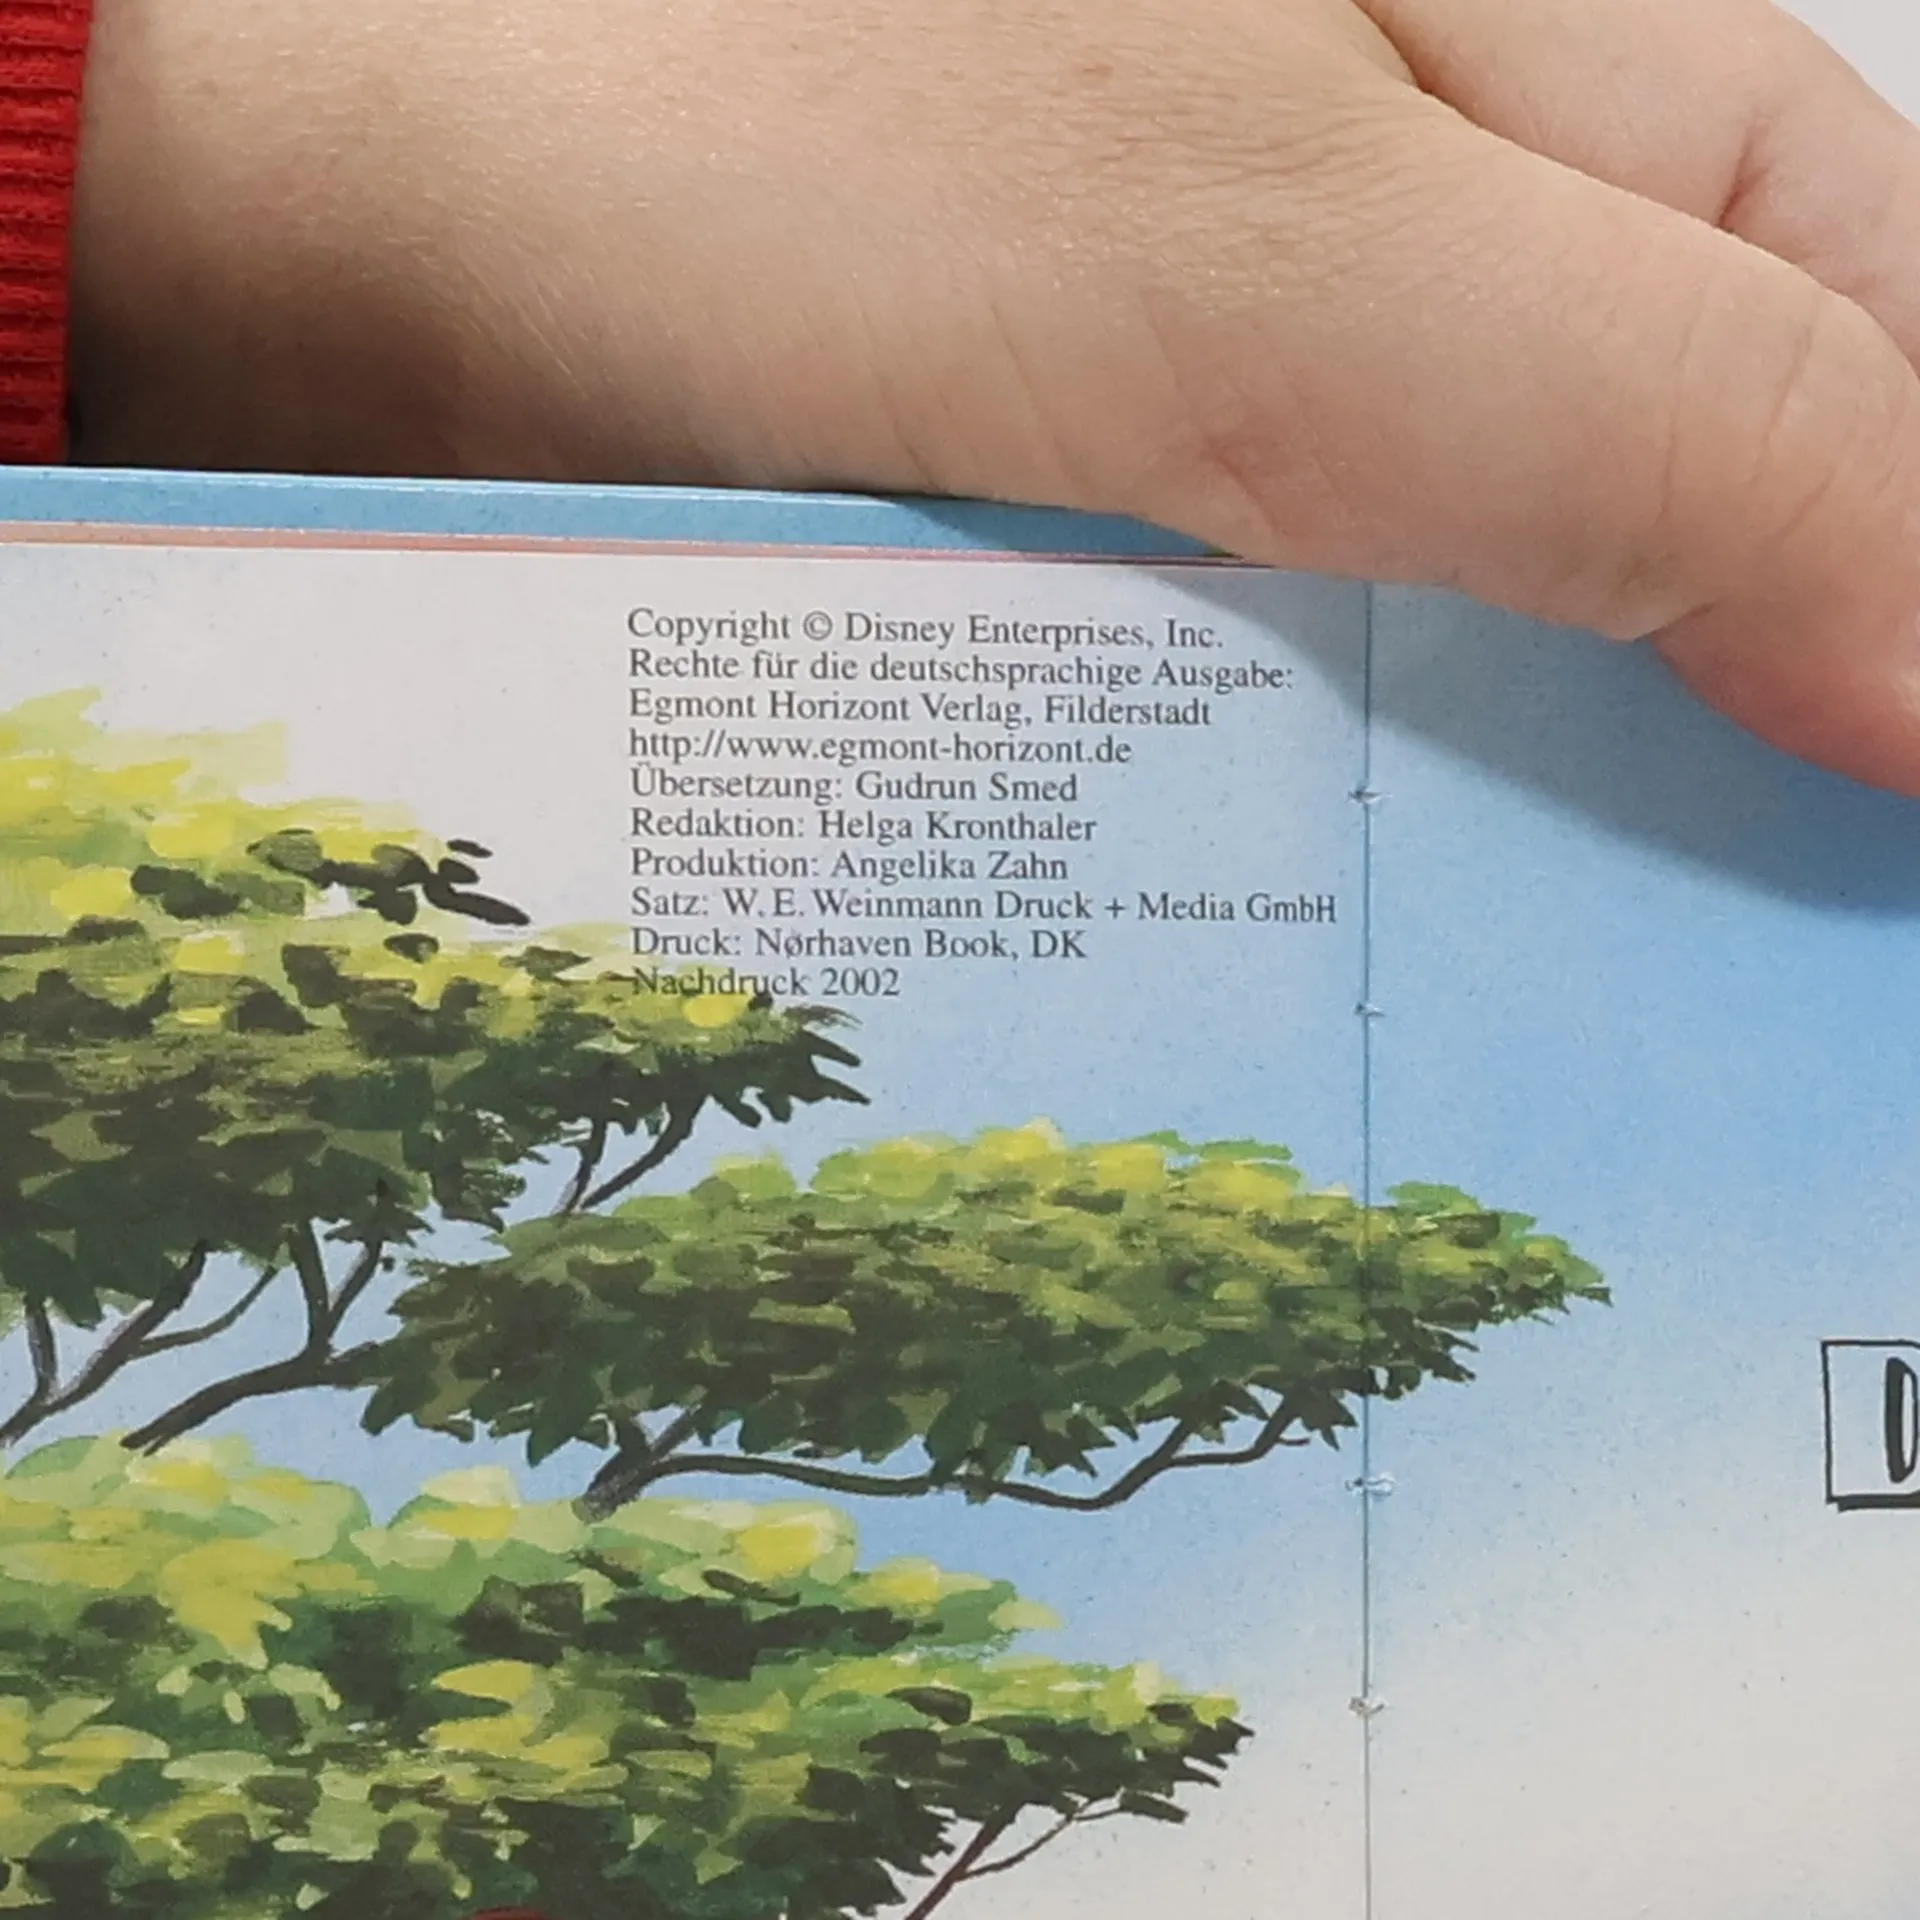 Copyright © Disney Enterprises, Inc.
Rechte für die deutschsprachige Ausgabe:
Egmont Horizont Verlag, Filderstadt
http://www.egmont-horizont.de
Übersetzung: Gudrun Smed
Redaktion: Helga Kronthaler
Produktion: Angelika Zahn
Satz: W. E. Weinmann Druck + Media GmbH
Druck: Nørhaven Book, DK
Nachdruck 2002
D